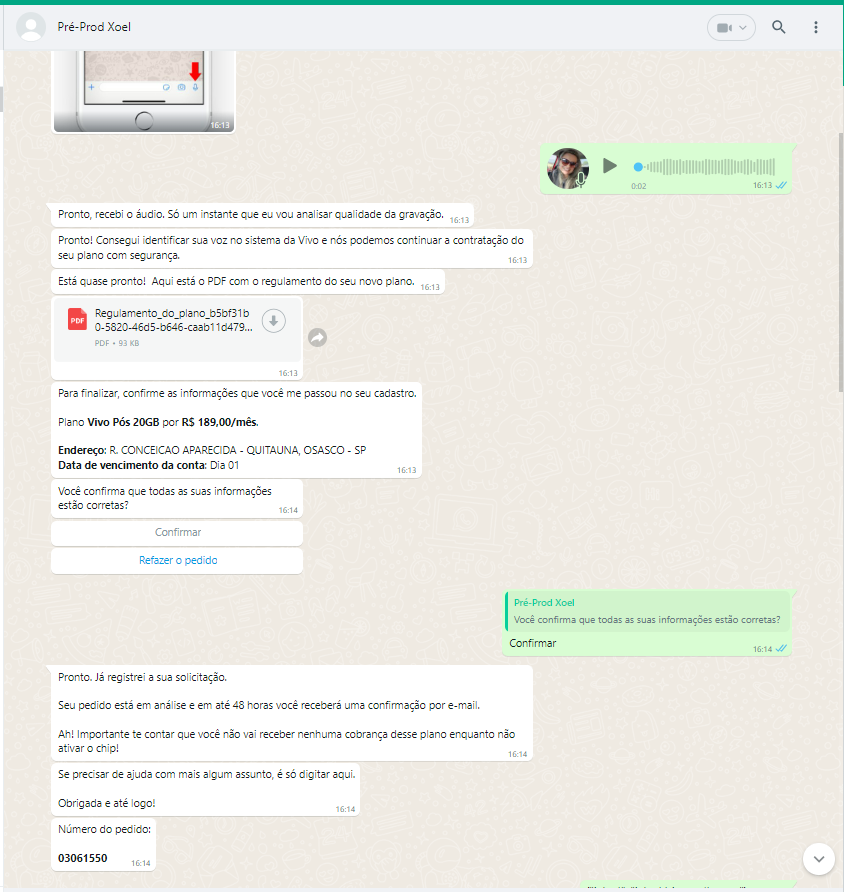 Pré-Prod Xoel
16:13
0:02
16:13
Pronto, recebi o áudio. Só um instante que eu vou analisar qualidade da gravação.
16:13
Pronto! Consegui identificar sua voz no sistema da Vivo e nós podemos continuar a contratação do
seu plano com segurança.
16:13
Está quase pronto!  Aqui está o PDF com o regulamento do seu novo plano.
16:13
PDF
Regulamento_do_plano_b5bf31b
0-5820-46d5-b646-caab11d479...
PDF • 93 KB
16:13
Para finalizar, confirme as informações que você me passou no seu cadastro.
Plano Vivo Pós 20GB por R$ 189,00/mês.
Endereço: R. CONCEICAO APARECIDA - QUITAUNA, OSASCO - SP
Data de vencimento da conta: Dia 01
16:13
Você confirma que todas as suas informações
estão corretas?
16:14
Confirmar
Refazer o pedido
Pré-Prod Xoel
Você confirma que todas as suas informações estão corretas?
Confirmar
16:14
Pronto. Já registrei a sua solicitação.
Seu pedido está em análise e em até 48 horas você receberá uma confirmação por e-mail.
Ah! Importante te contar que você não vai receber nenhuma cobrança desse plano enquanto não
ativar o chip!
16:14
Se precisar de ajuda com mais algum assunto, é só digitar aqui.
Obrigada e até logo!
16:14
Número do pedido:
03061550
16:14